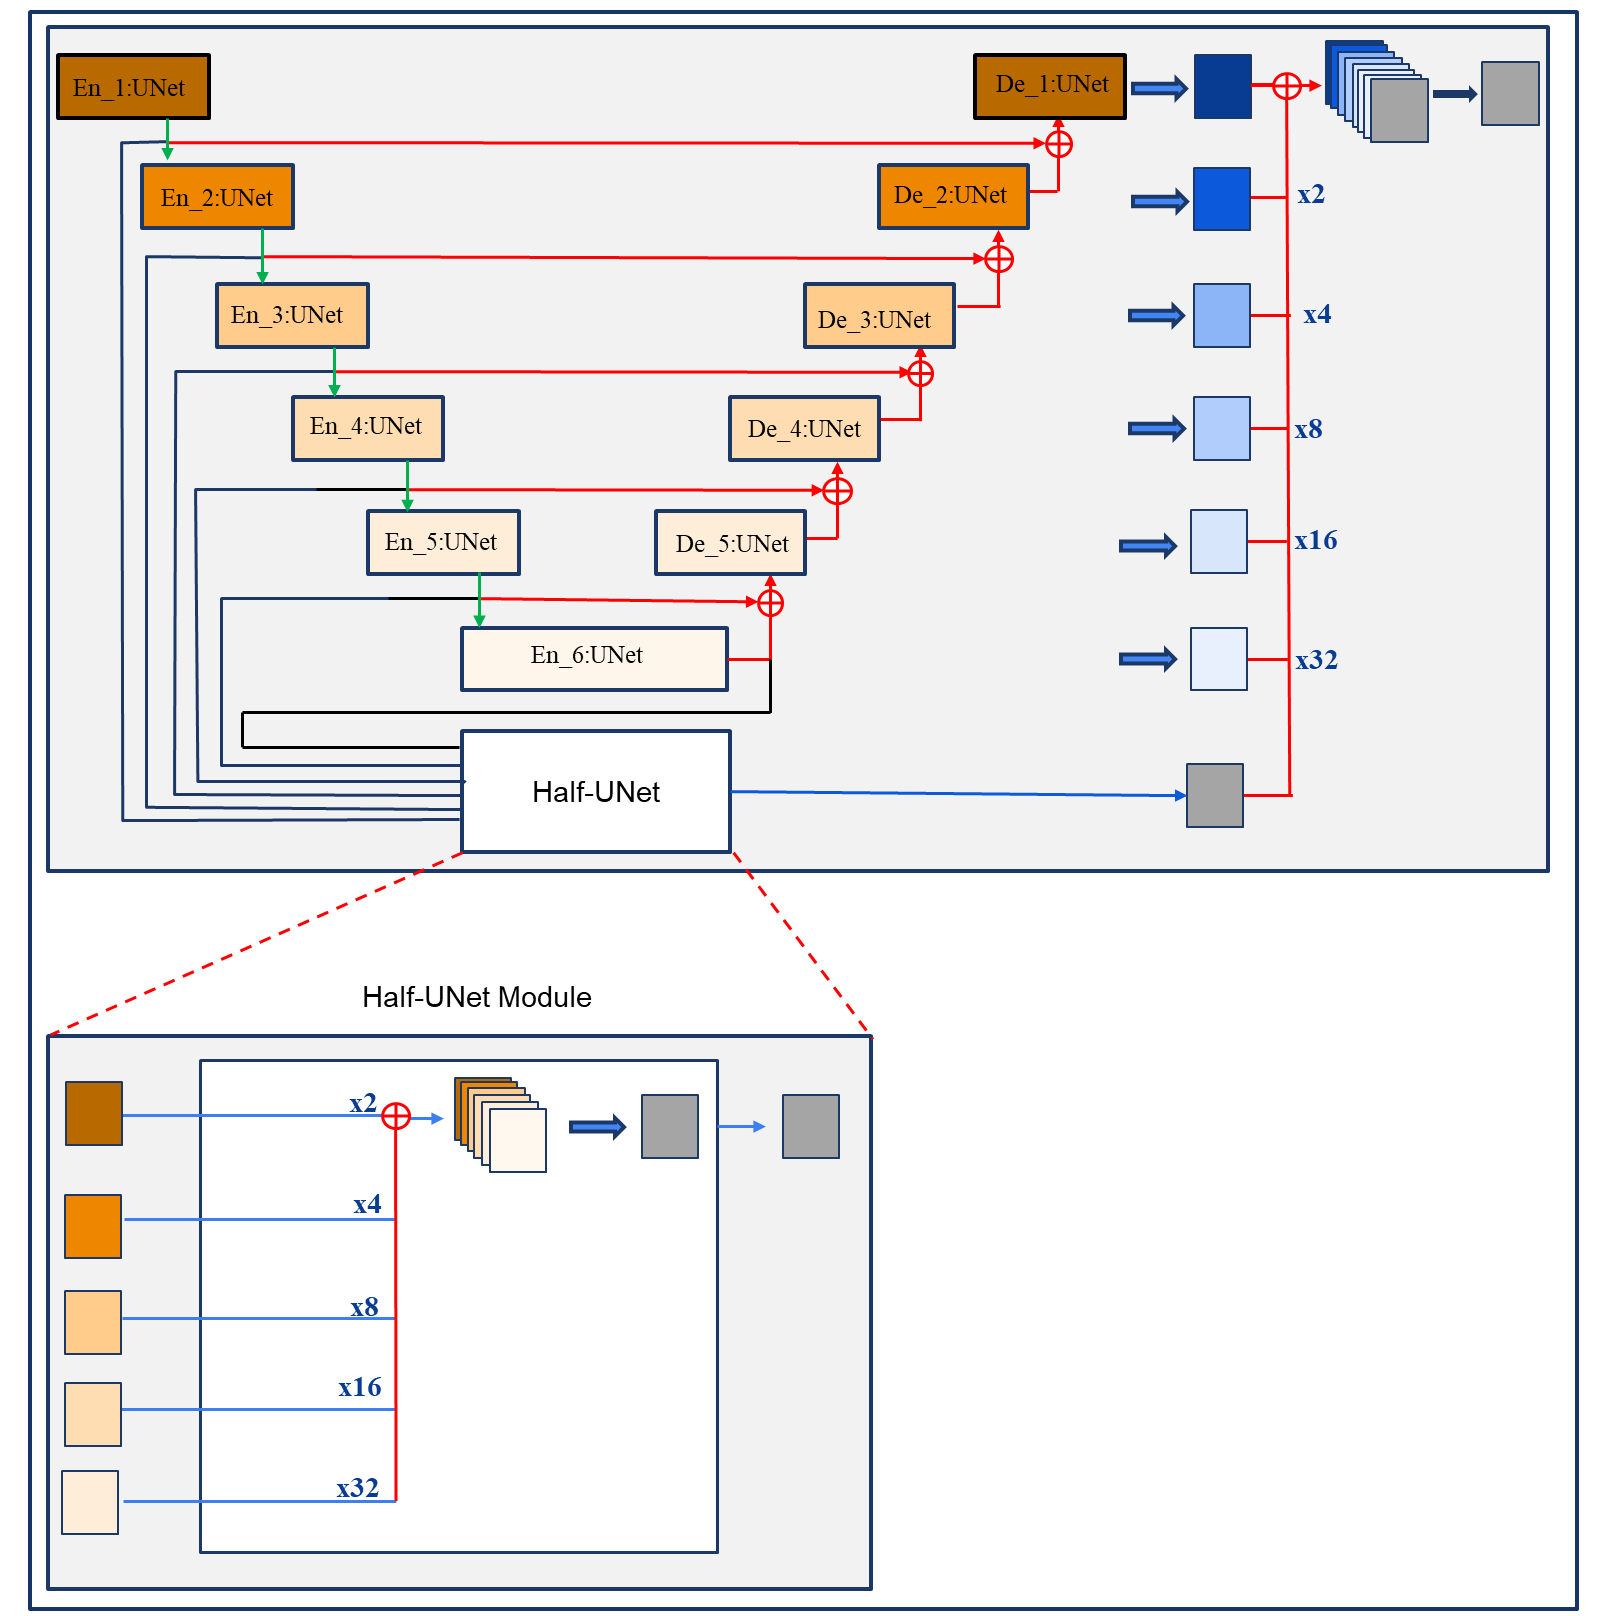 En_1:UNet
De_1:UNet
En_2:UNet
De_2:UNet
x2
En_3:UNet
De_3:UNet
x4
En_4:UNet
De_4:UNet
x8
En_5:UNet
De_5:UNet
x16
En_6:UNet
x32
Half-UNet
Half-UNet Module
x2
x4
x8
x16
x32